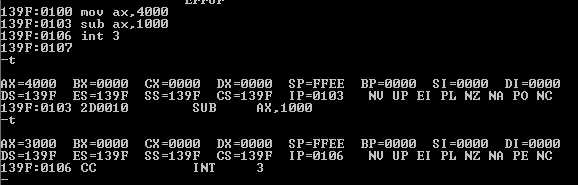 Error
139F:0100 mov ax,4000
139F:0103 sub ax,1000
139F:0106 int 3
139F:0107
-t
AX=4000 BX=0000 CX=0000 DX=0000 SP=FFEE BP=0000 SI=0000 DI=0000
DS=139F ES=139F SS=139F CS=139F IP=0103 NV UP EI PL NZ NA PO NC
139F:0103 2D0010 SUB AX,1000
-t
AX=3000 BX=0000 CX=0000 DX=0000 SP=FFEE BP=0000 SI=0000 DI=0000
DS=139F ES=139F SS=139F CS=139F IP=0106 NV UP EI PL NZ NA PE NC
139F:0106 CC INT 3
-